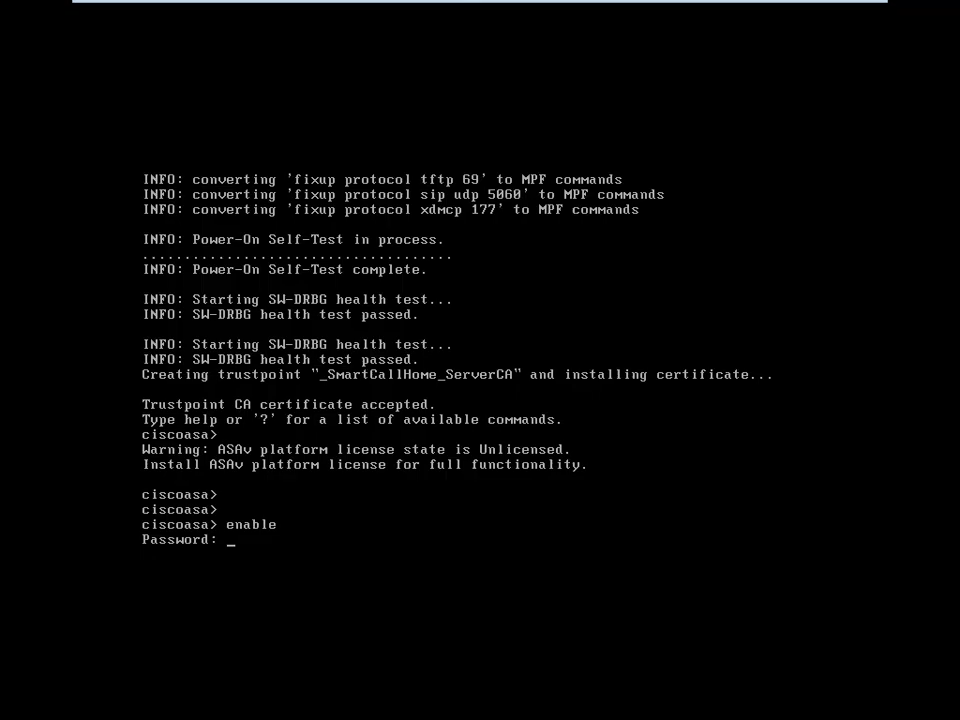 INFO: converting 'fixup protocol tftp 69' to MPF commands
INFO: converting 'fixup protocol sip udp 5060' to MPF commands
INFO: converting 'fixup protocol xdmcp 177' to MPF commands
INFO: Power-On Self-Test in process.
.....................................
INFO: Power-On Self-Test complete.
INFO: Starting SW-DRBG health test...
INFO: SW-DRBG health test passed.
INFO: Starting SW-DRBG health test...
INFO: SW-DRBG health test passed.
Creating trustpoint "_SmartCallHome_ServerCA" and installing certificate...
Trustpoint CA certificate accepted.
Type help or '?' for a list of available commands.
ciscoasa>
Warning: ASAv platform license state is Unlicensed.
Install ASAv platform license for full functionality.
ciscoasa>
ciscoasa>
ciscoasa> enable
Password: _